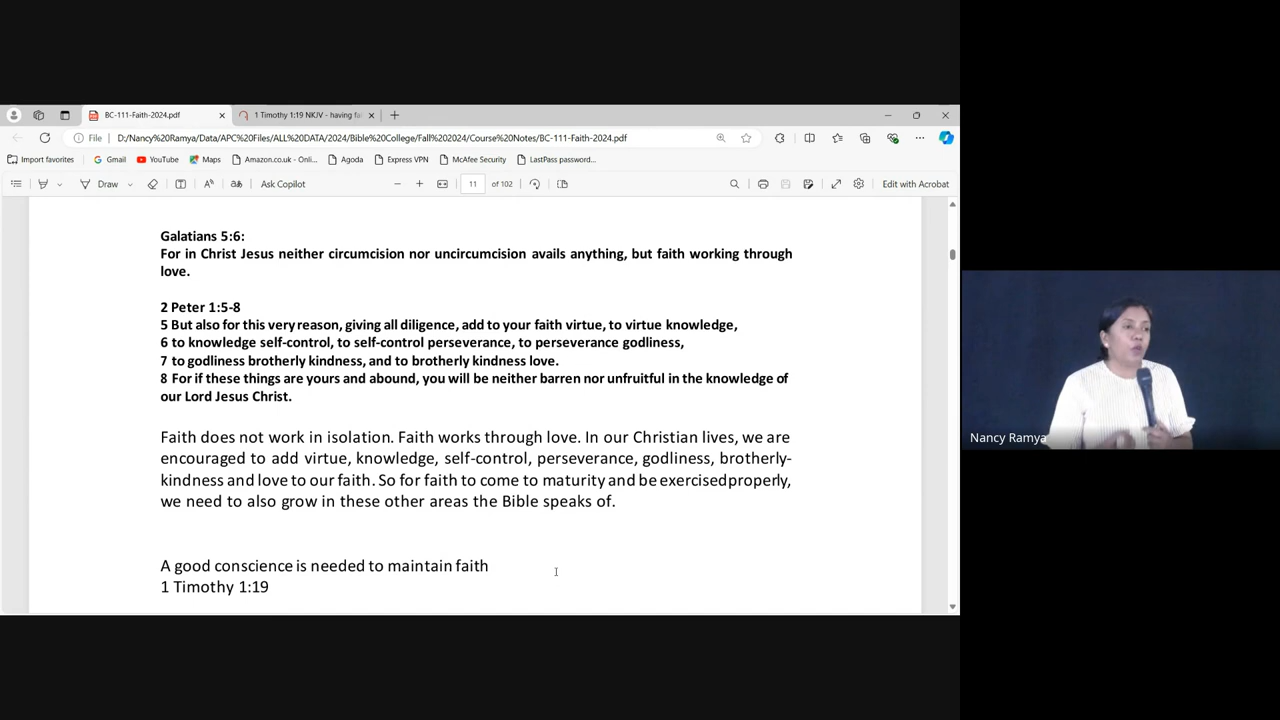 BC-111-Faith-2024.pdf
1 Timothy 1:19 NKJV - having fa
File
D:/Nancy%20Ramya/Data/APC%20Files/ALL%20DATA/2024/Bible%20College/Fall%202024/Course%20Notes/BC-111-Faith-2024.pdf
Import favorites
Gmail
YouTube
Maps
Amazon.co.uk - Onli...
Agoda
Express VPN
McAfee Security
LastPass password...
Draw
Ask Copilot
11 of 102
Edit with Acrobat
Galatians 5:6:
For in Christ Jesus neither circumcision nor uncircumcision avails anything, but faith working through
love.
2 Peter 1:5-8
5 But also for this very reason, giving all diligence, add to your faith virtue, to virtue knowledge,
6 to knowledge self-control, to self-control perseverance, to perseverance godliness,
7 to godliness brotherly kindness, and to brotherly kindness love.
8 For if these things are yours and abound, you will be neither barren nor unfruitful in the knowledge of
our Lord Jesus Christ.
Faith does not work in isolation. Faith works through love. In our Christian lives, we are
encouraged to add virtue, knowledge, self-control, perseverance, godliness, brotherly-
kindness and love to our faith. So for faith to come to maturity and be exercised properly,
we need to also grow in these other areas the Bible speaks of.
A good conscience is needed to maintain faith
1 Timothy 1:19
Nancy Ramya